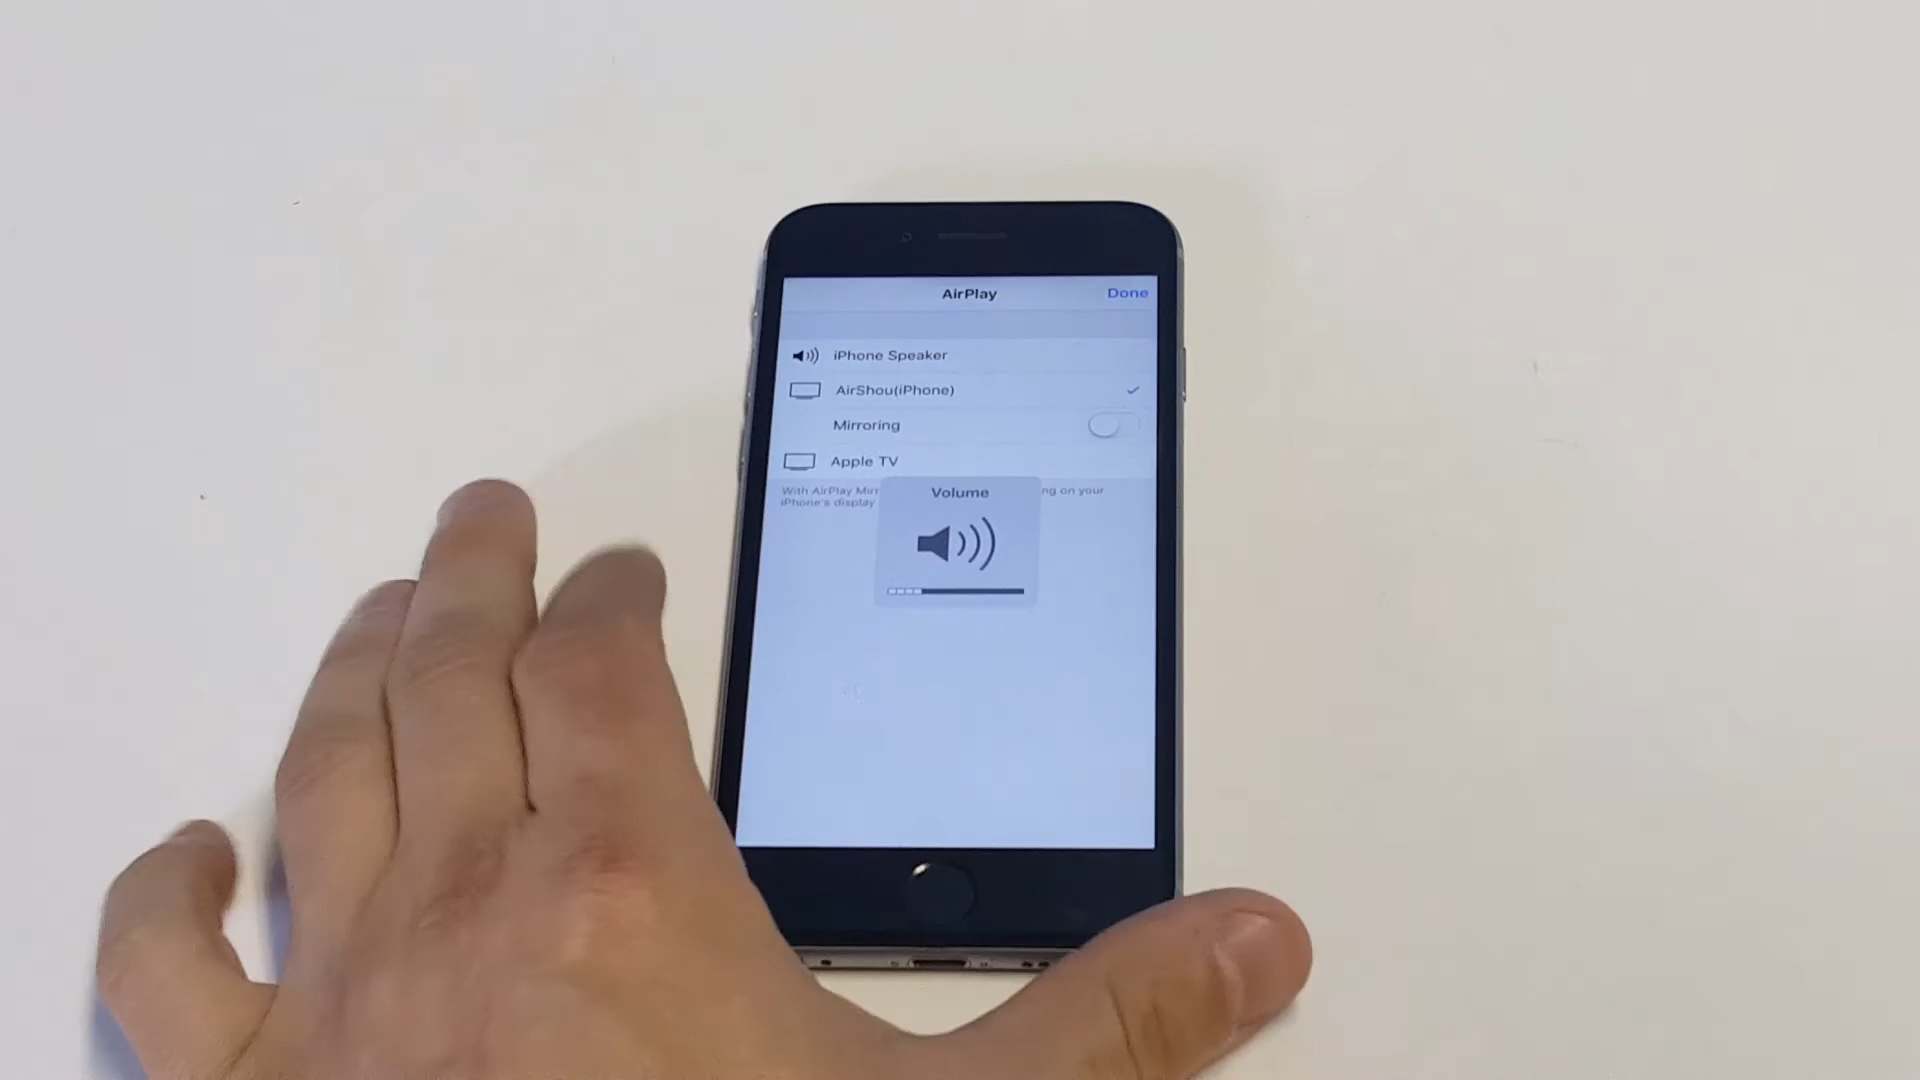 AirPlay
Done
iPhone Speaker
AirShou(iPhone)
Mirroring
Apple TV
With AirPlay Mirr
ng on your
iPhone's display
Volume